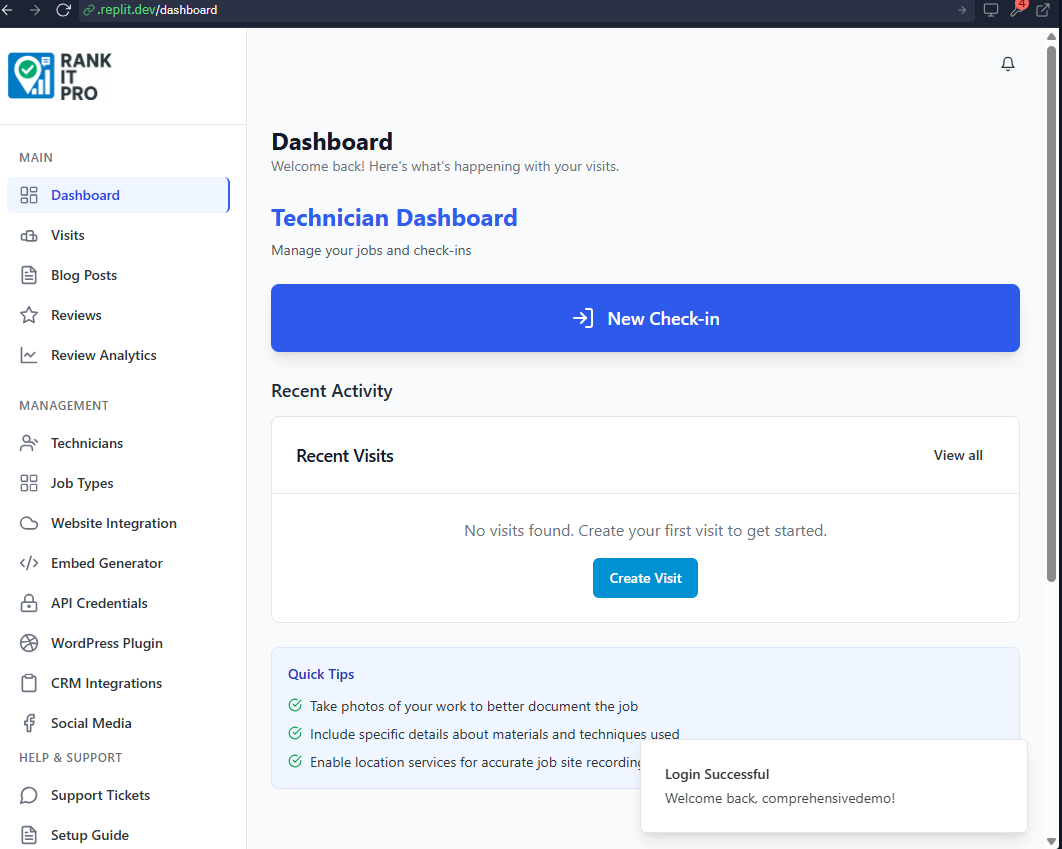 .replit.dev/dashboard
4
RANK
IT
PRO
MAIN
Dashboard
Visits
Blog Posts
Reviews
Review Analytics
MANAGEMENT
Technicians
Job Types
Website Integration
Embed Generator
API Credentials
WordPress Plugin
CRM Integrations
Social Media
HELP & SUPPORT
Support Tickets
Setup Guide
Dashboard
Welcome back! Here's what's happening with your visits.
Technician Dashboard
Manage your jobs and check-ins
New Check-in
Recent Activity
Recent Visits
View all
No visits found. Create your first visit to get started.
Create Visit
Quick Tips
Take photos of your work to better document the job
Include specific details about materials and techniques used
Enable location services for accurate job site recording
Login Successful
Welcome back, comprehensivedemo!